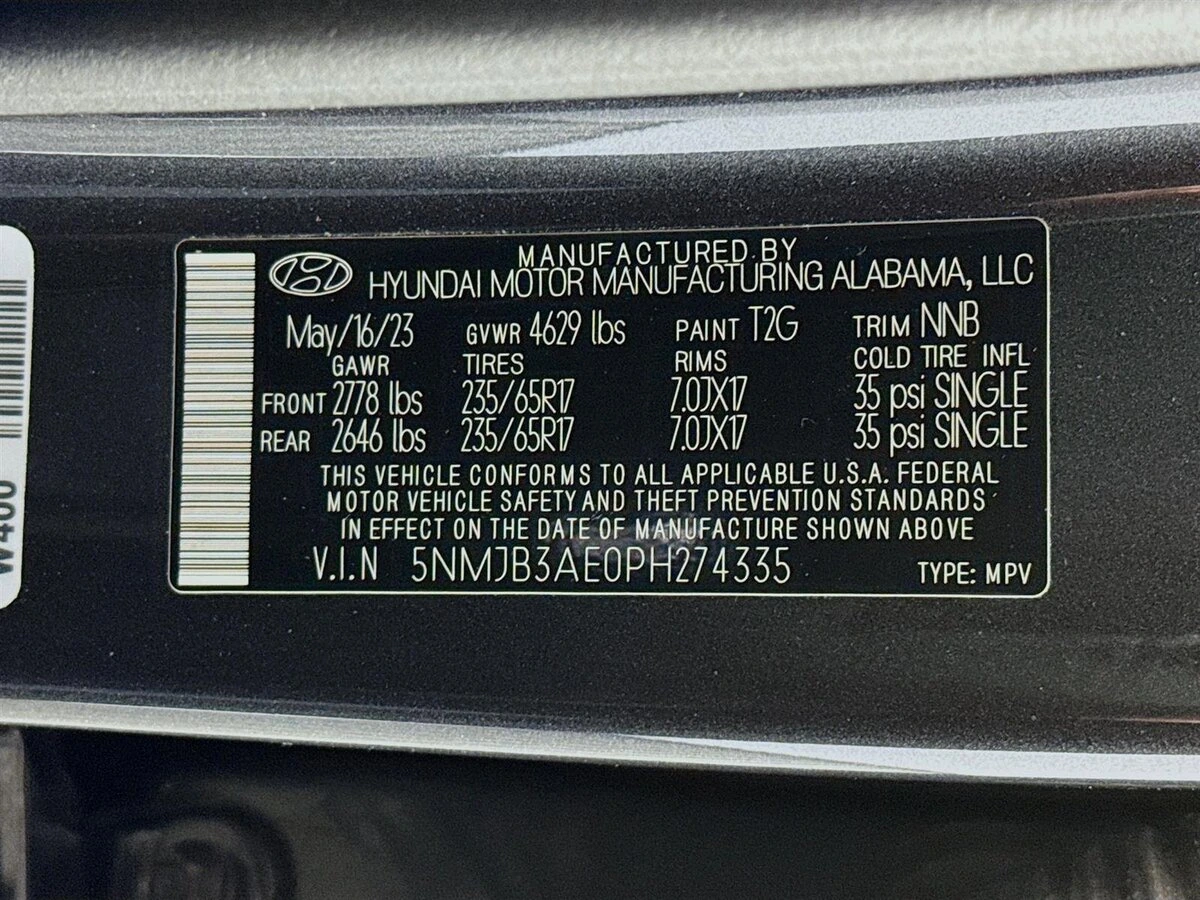 MANUFACTURED BY
HYUNDAI MOTOR MANUFACTURING ALABAMA, LLC
May/16/23 GVWR 4629 lbs PAINT T2G TRIM NNB
GAWR TIRES RIMS COLD TIRE INFL
FRONT 2778 lbs 235/65R17 7.0JX17 35 psi SINGLE
REAR 2646 lbs 235/65R17 7.0JX17 35 psi SINGLE
THIS VEHICLE CONFORMS TO ALL APPLICABLE U.S.A. FEDERAL
MOTOR VEHICLE SAFETY AND THEFT PREVENTION STANDARDS
IN EFFECT ON THE DATE OF MANUFACTURE SHOWN ABOVE
V.I.N 5NMJB3AE0PH274335 TYPE: MPV